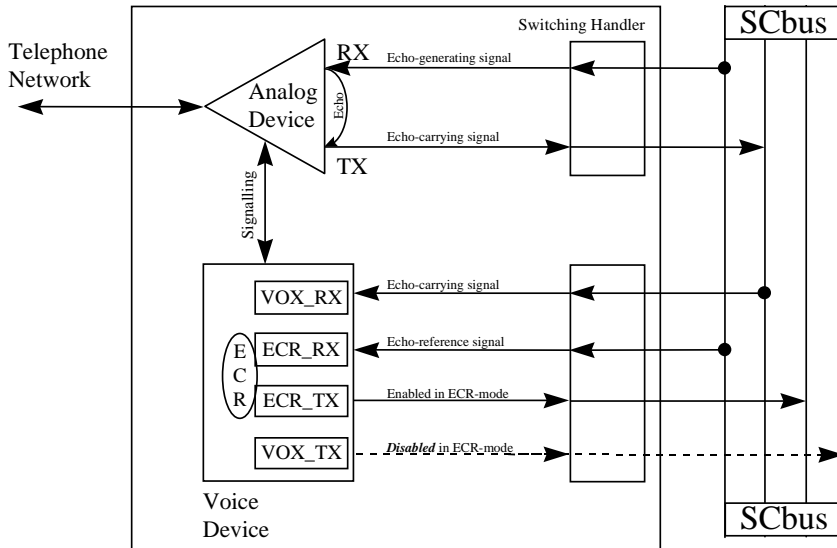 SCbus
Switching Handler
Telephone
Network
RX
Echo-generating signal
Analog
Device
Echo
Echo-carrying signal
TX
Signalling
VOX_RX
Echo-carrying signal
E
C
R
ECR_RX
Echo-reference signal
ECR_TX
Enabled in ECR-mode
VOX_TX
Disabled in ECR-mode
Voice
Device
SCbus